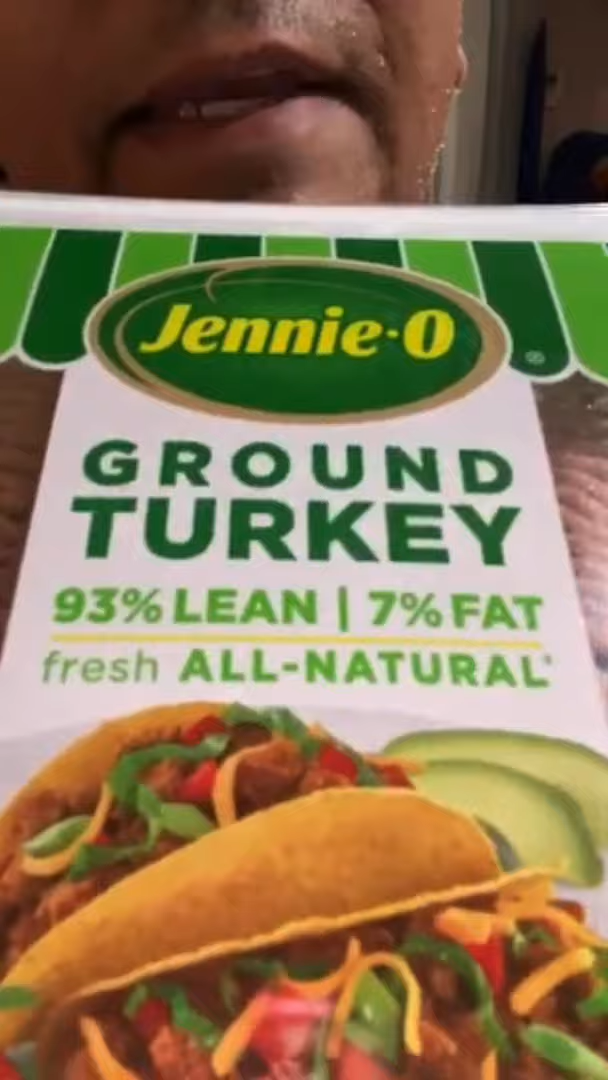 Jennie-O®
GROUND
TURKEY
93% LEAN | 7% FAT
fresh ALL-NATURAL*